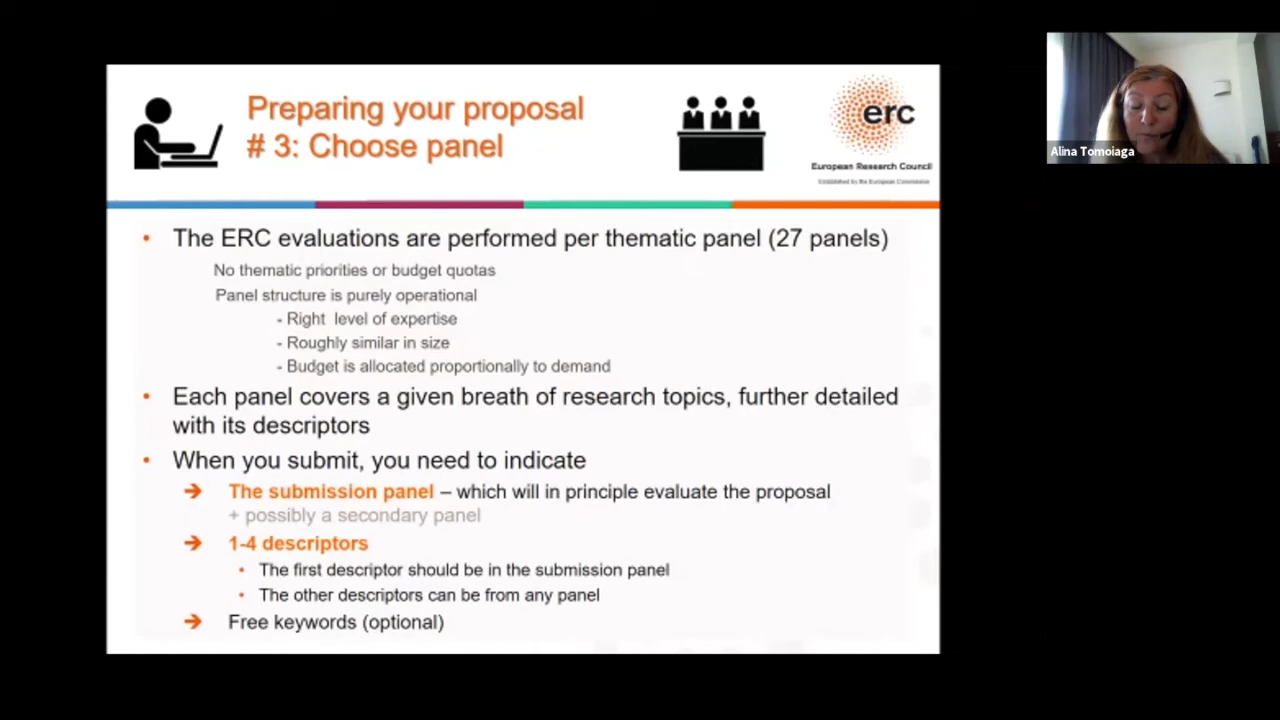 Preparing your proposal
# 3: Choose panel
erc
European Research Council
Established by the European Commission
Alina Tomoiaga
• The ERC evaluations are performed per thematic panel (27 panels)
No thematic priorities or budget quotas
Panel structure is purely operational
- Right level of expertise
- Roughly similar in size
- Budget is allocated proportionally to demand
• Each panel covers a given breath of research topics, further detailed
with its descriptors
• When you submit, you need to indicate
➔ The submission panel – which will in principle evaluate the proposal
+ possibly a secondary panel
➔ 1-4 descriptors
• The first descriptor should be in the submission panel
• The other descriptors can be from any panel
➔ Free keywords (optional)